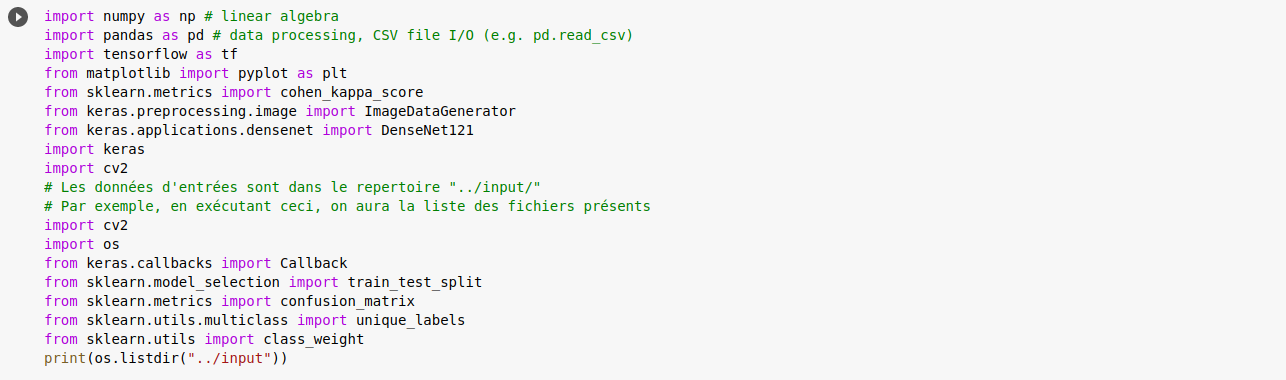 import numpy as np # linear algebra
import pandas as pd # data processing, CSV file I/O (e.g. pd.read_csv)
import tensorflow as tf
from matplotlib import pyplot as plt
from sklearn.metrics import cohen_kappa_score
from keras.preprocessing.image import ImageDataGenerator
from keras.applications.densenet import DenseNet121
import keras
import cv2
# Les données d'entrées sont dans le repertoire "../input/"
# Par exemple, en exécutant ceci, on aura la liste des fichiers présents
import cv2
import os
from keras.callbacks import Callback
from sklearn.model_selection import train_test_split
from sklearn.metrics import confusion_matrix
from sklearn.utils.multiclass import unique_labels
from sklearn.utils import class_weight
print(os.listdir("../input"))